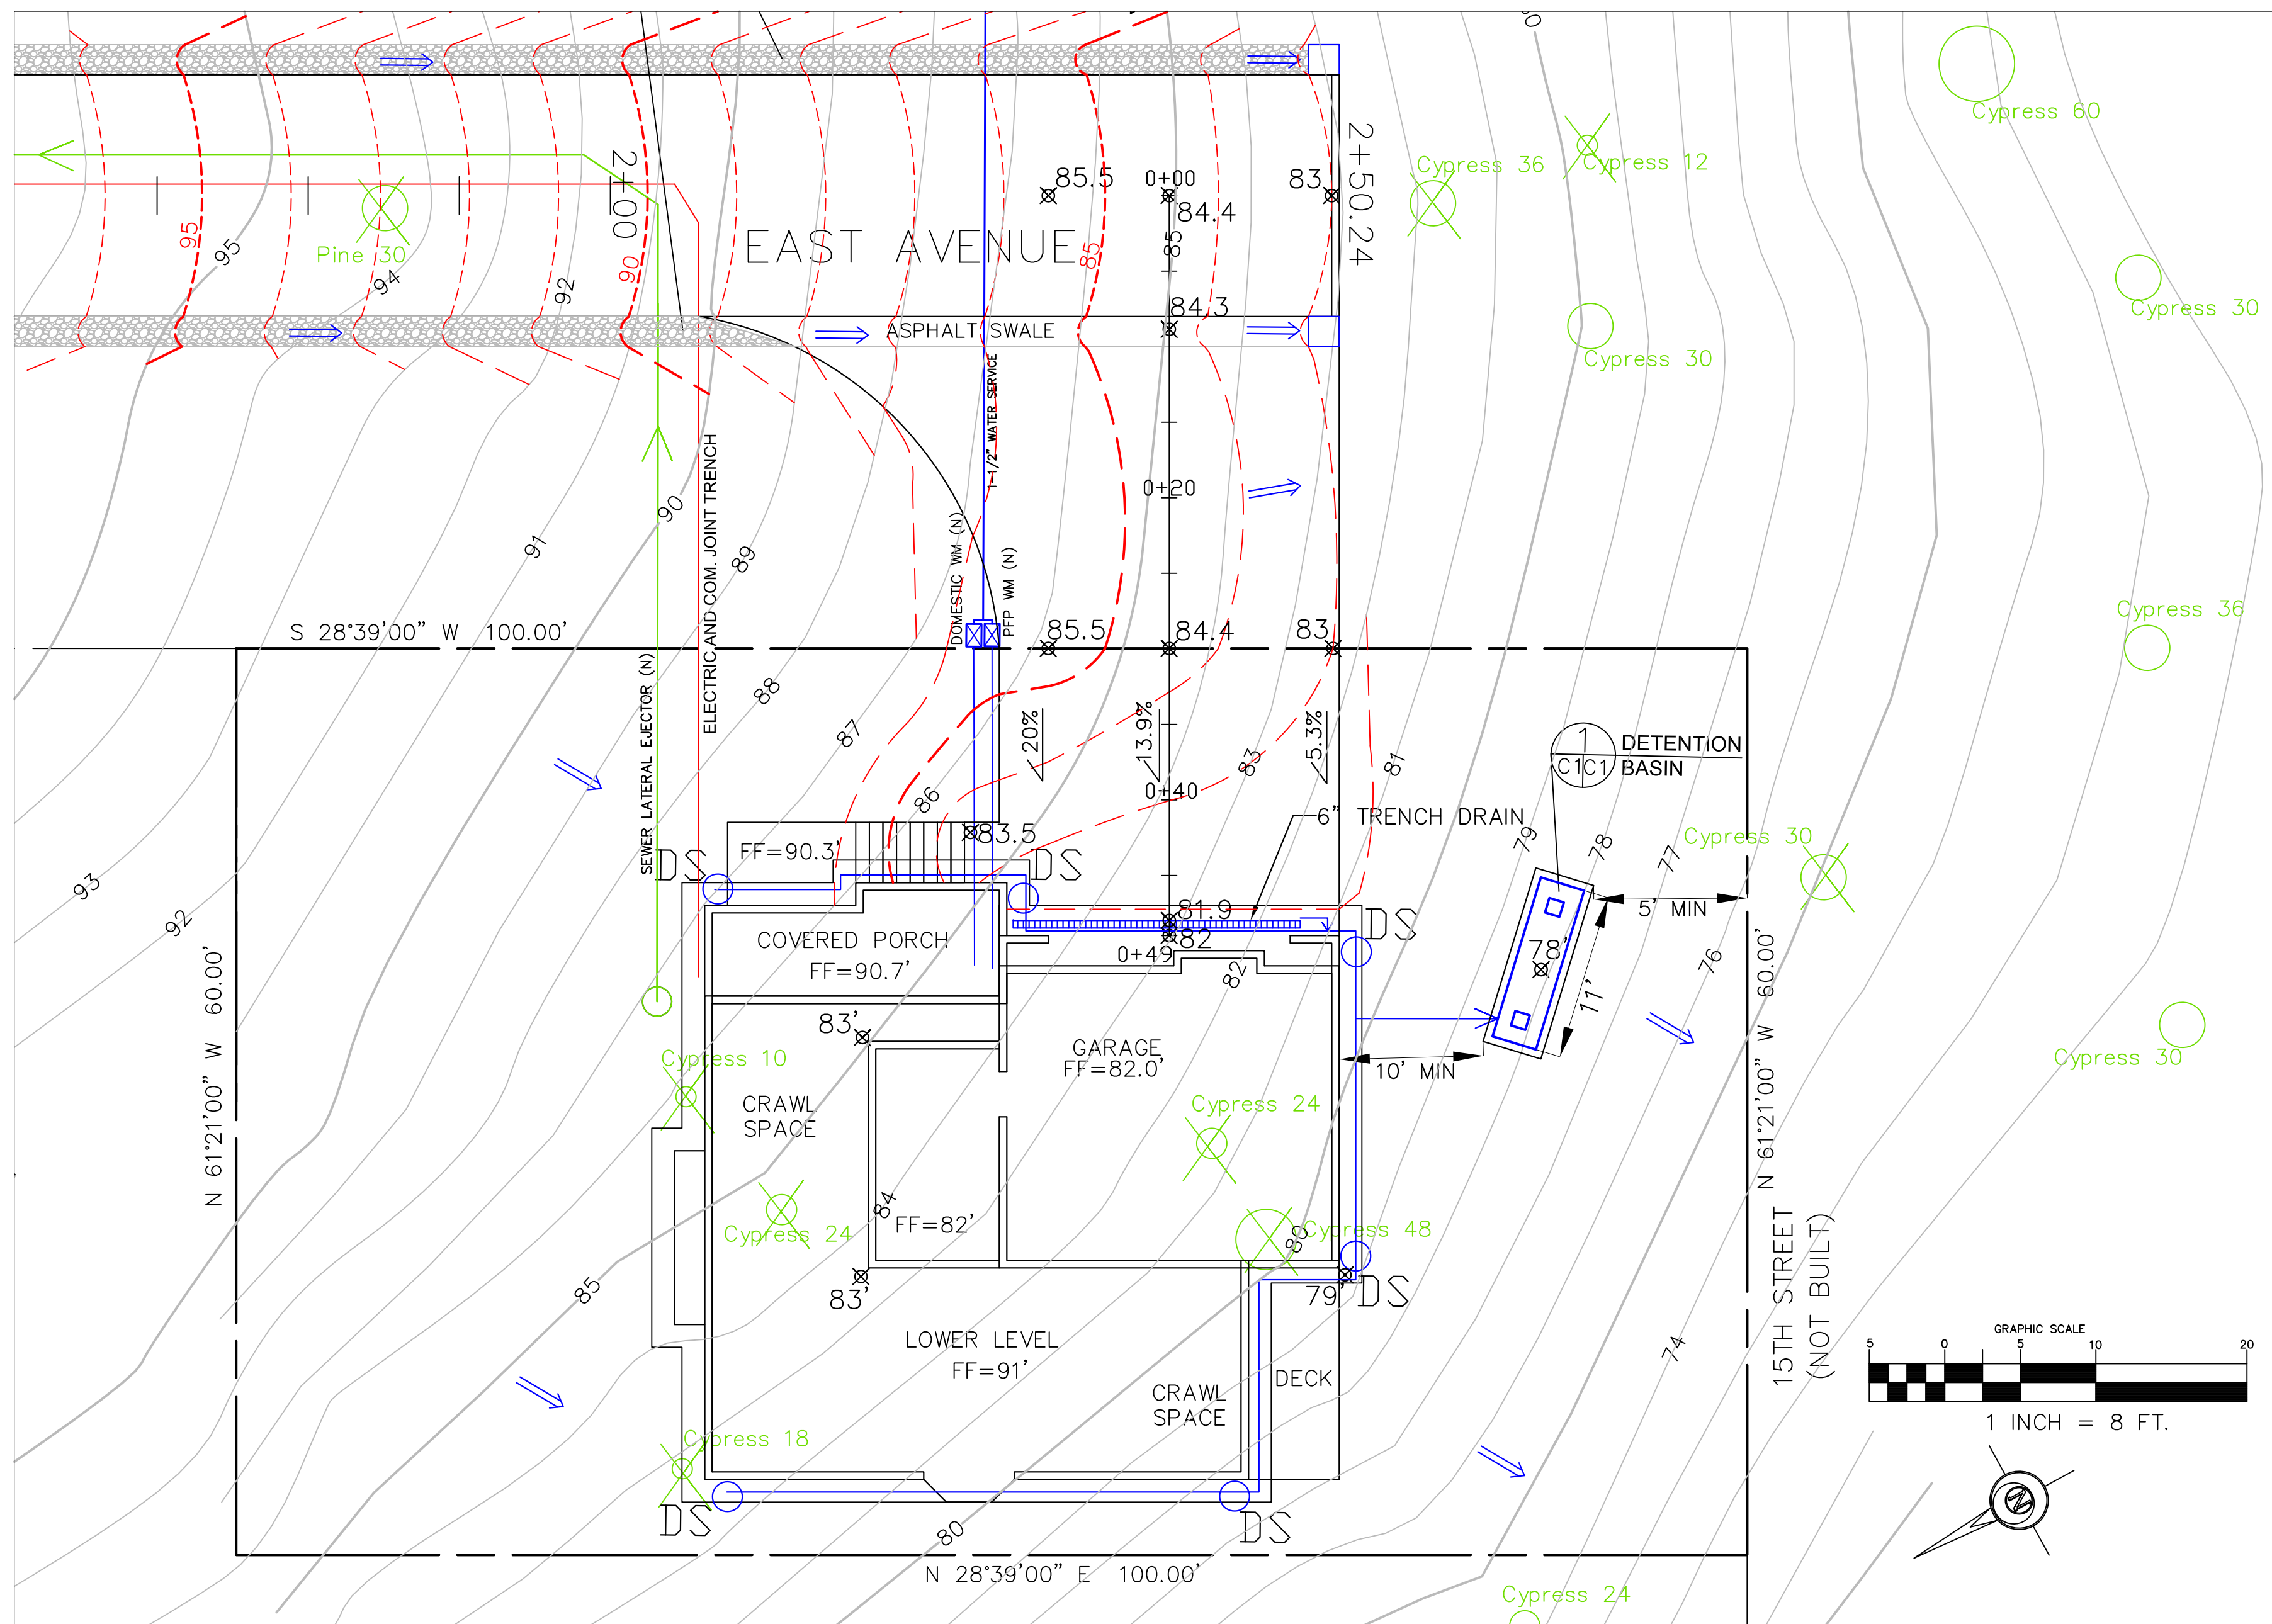 Cypress 60
Cypress 36
Cypress 12
2+00
2+50.24
85.5
0+00
83
84.4
EAST AVENUE
85
85
95
95
Pine 30
94
92
90
84.3
ASPHALT SWALE
Cypress 30
Cypress 30
1-1/2" WATER SERVICE
ELECTRIC AND COM. JOINT TRENCH
90
0+20
91
89
DOMESTIC WM (N)
PFP WM (N)
S 28°39'00" W 100.00'
85.5
84.4
83
Cypress 36
SEWER LATERAL EJECTOR (N)
88
87
20%
13.9%
5.3%
83
81
1
C1C1
DETENTION
BASIN
86
0+40
6" TRENCH DRAIN
83.5
79
78
77
Cypress 30
FF=90.3'
DS
DS
93
92
81.9
82
DS
5' MIN
COVERED PORCH
FF=90.7'
0+49
82
78'
11'
76
N 61°21'00" W 60.00'
N 61°21'00" W 60.00'
83'
GARAGE
FF=82.0'
10' MIN
Cypress 30
Cypress 10
CRAWL
SPACE
Cypress 24
84
FF=82'
Cypress 24
Cypress 48
80
15TH STREET
(NOT BUILT)
85
83'
79'
DS
LOWER LEVEL
FF=91'
74
DECK
CRAWL
SPACE
GRAPHIC SCALE
5 0 5 10 20
1 INCH = 8 FT.
Cypress 18
DS
DS
80
N
N 28°39'00" E 100.00'
Cypress 24